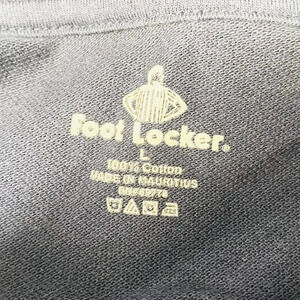 Foot Locker®
L
100% Cotton
MADE IN MAURITIUS